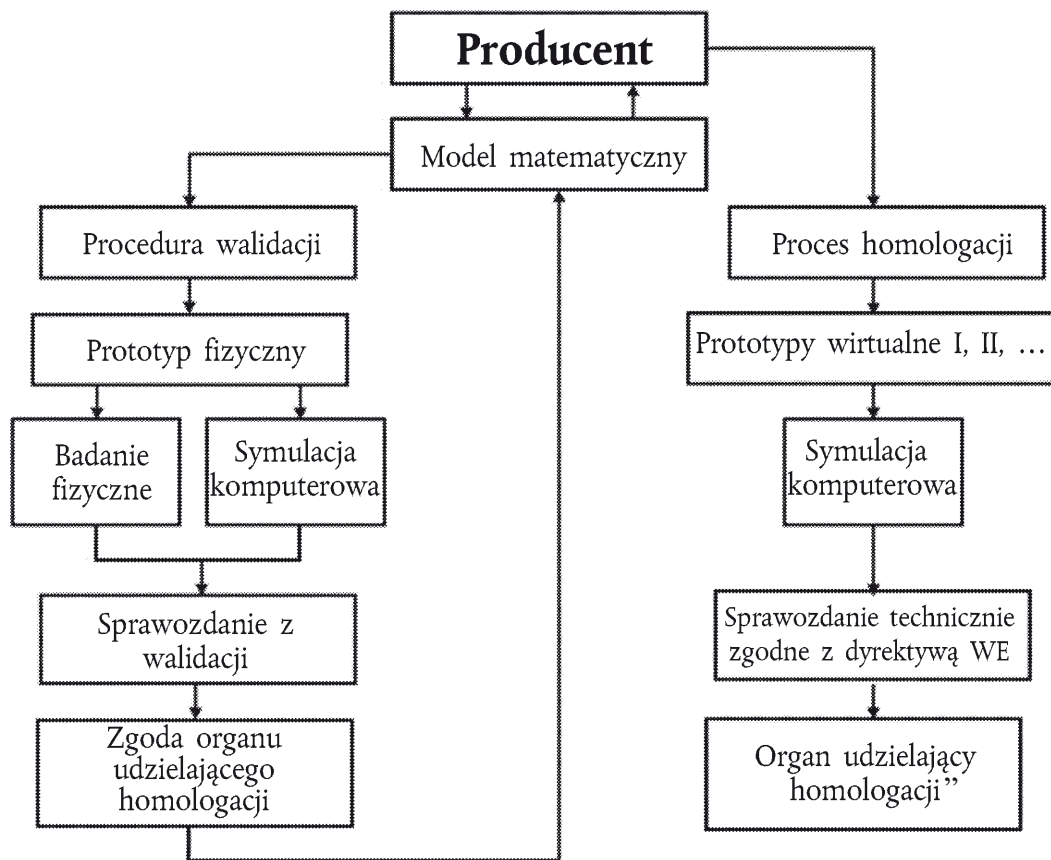 Producent
Model matematyczny
Procedura walidacji
Prototyp fizyczny
Badanie
fizyczne
Symulacja
komputerowa
Sprawozdanie z
walidacji
Zgoda organu
udzielającego
homologacji
Proces homologacji
Prototypy wirtualne I, II, …
Symulacja
komputerowa
Sprawozdanie technicznie
zgodne z dyrektywą WE
Organ udzielający
homologacji”